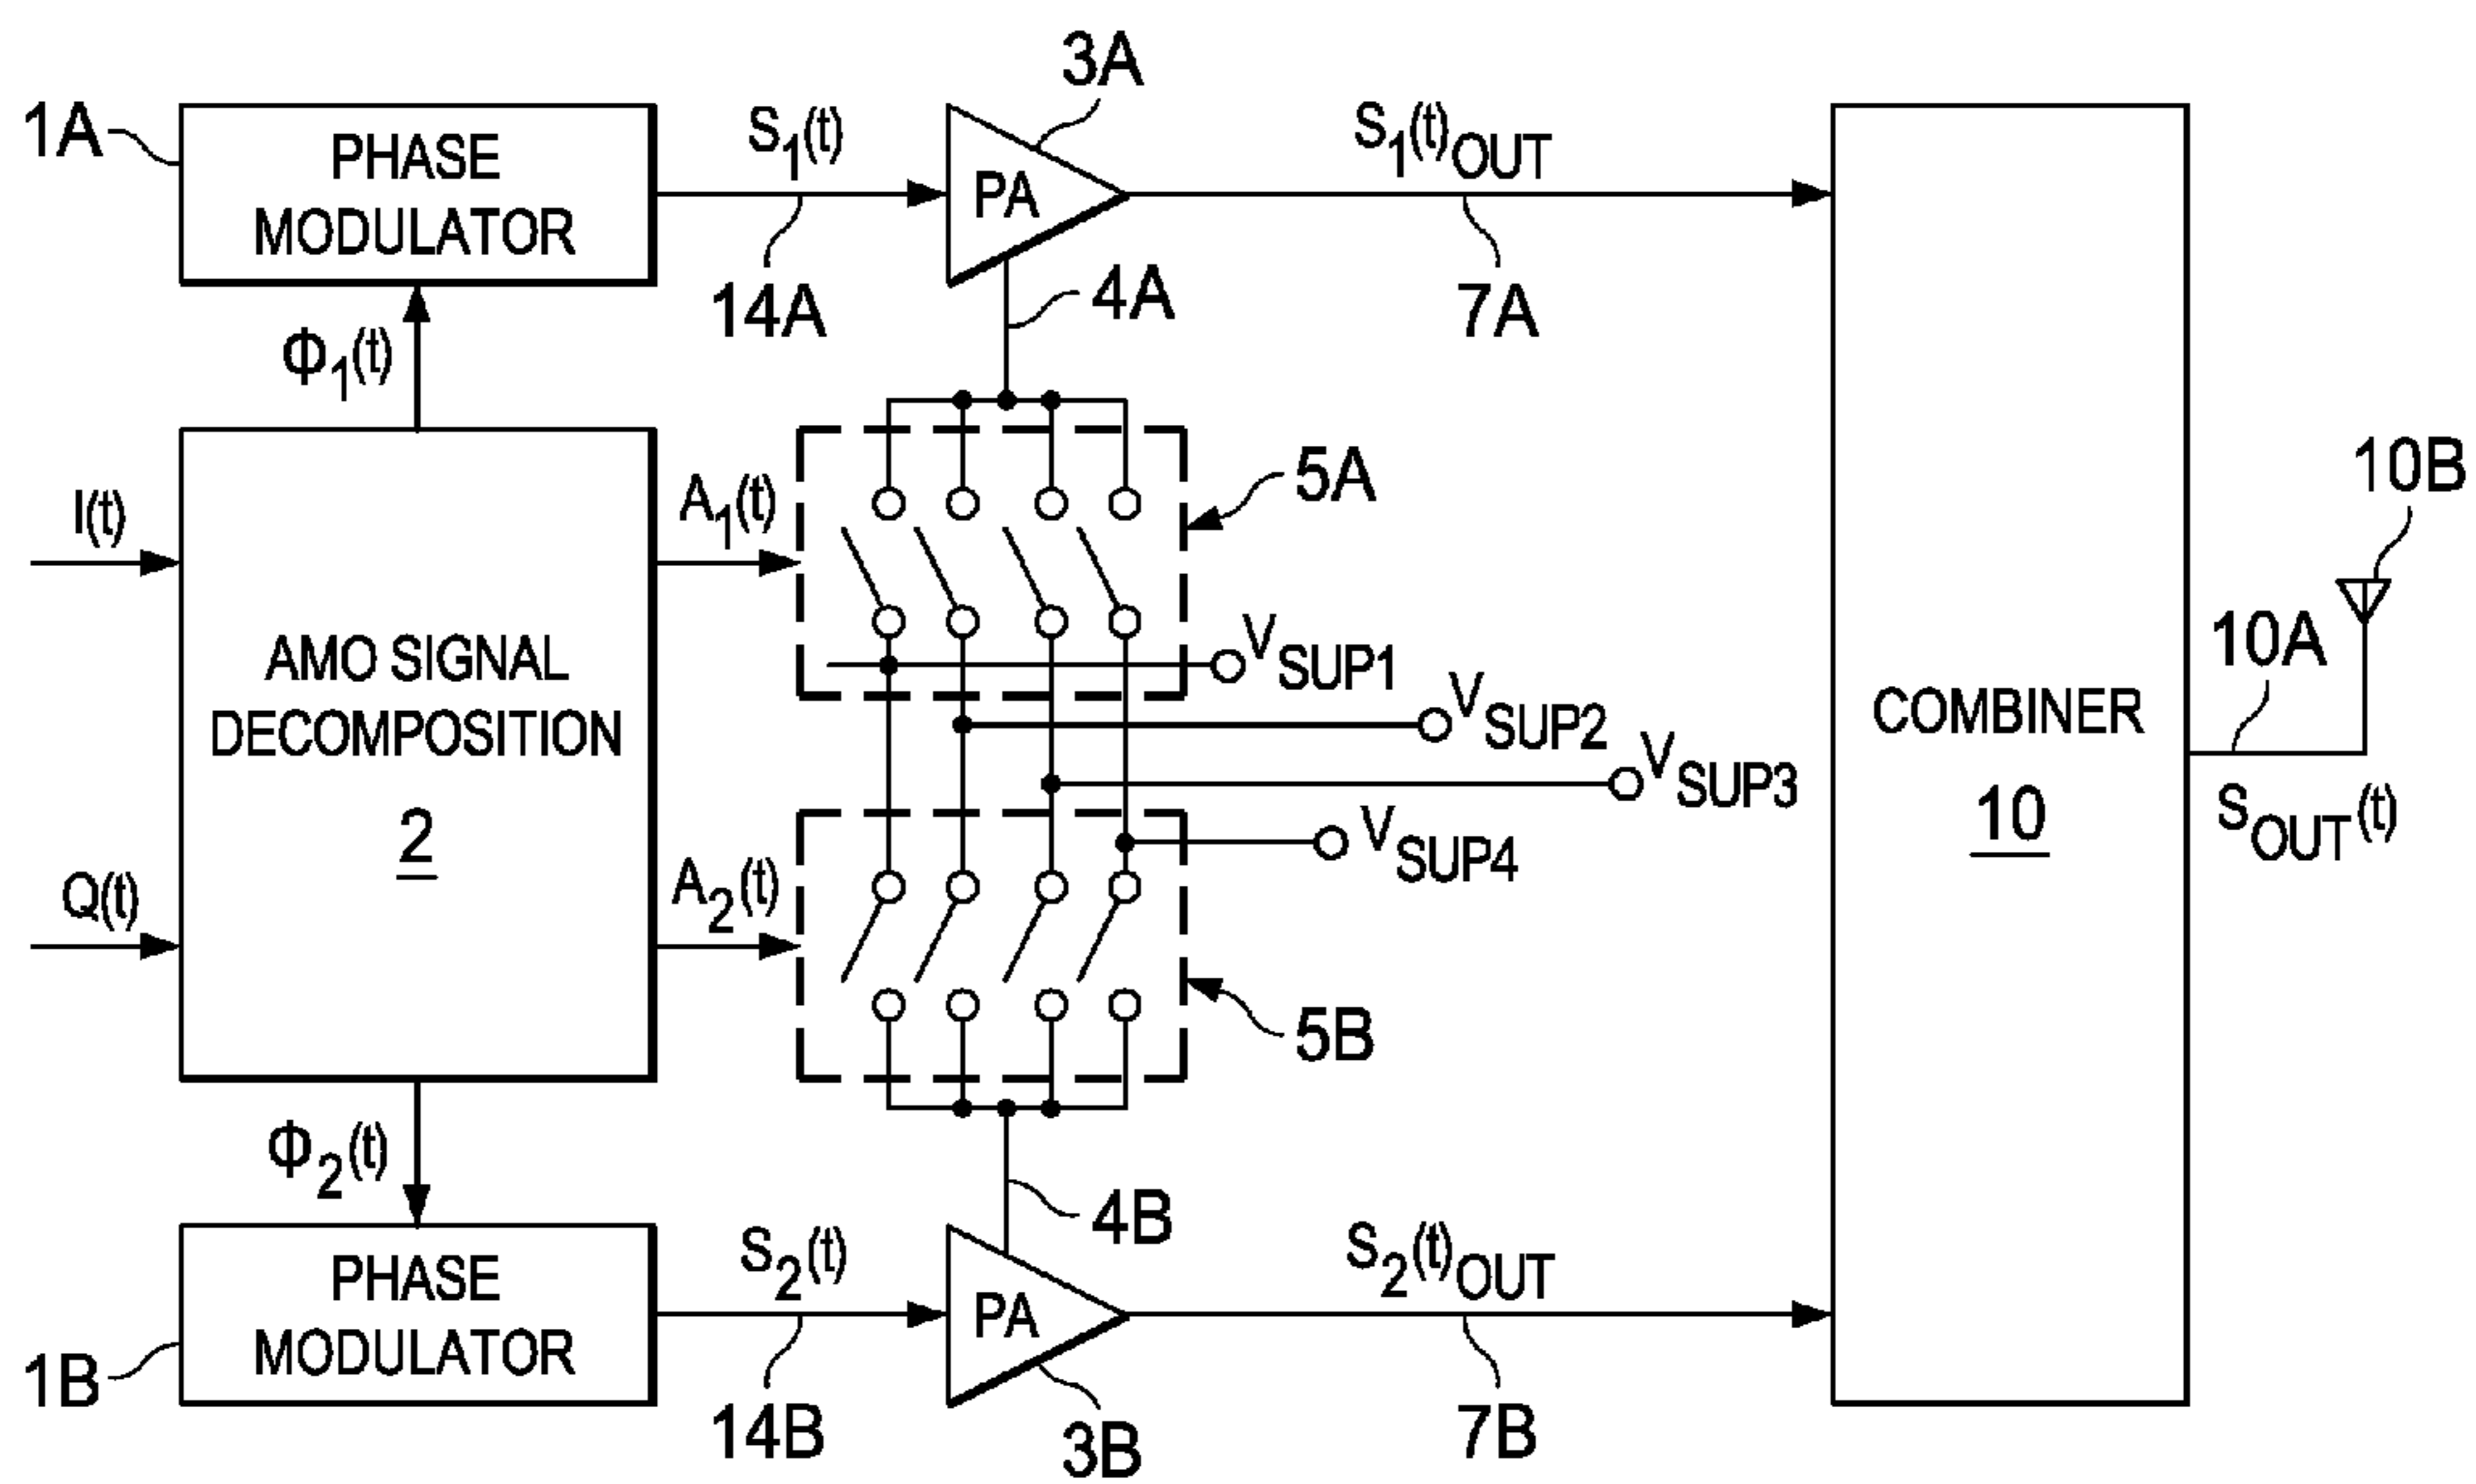 3A
1A
PHASE
MODULATOR
S1(t)
PA
S1(t)OUT
14A
4A
7A
Φ1(t)
I(t)
A1(t)
5A
10B
AMO SIGNAL
DECOMPOSITION
2
VSUP1
VSUP2
VSUP3
VSUP4
COMBINER
10
10A
SOUT(t)
Q(t)
A2(t)
5B
Φ2(t)
4B
PHASE
MODULATOR
1B
S2(t)
PA
S2(t)OUT
14B
3B
7B